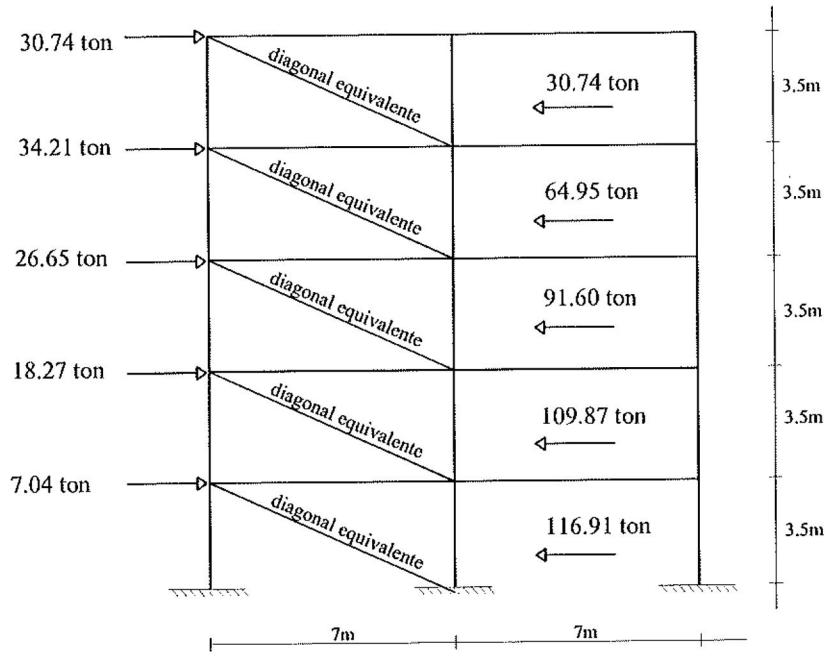 30.74 ton
diagonal equivalente
30.74 ton
3.5m
34.21 ton
diagonal equivalente
64.95 ton
3.5m
26.65 ton
diagonal equivalente
91.60 ton
3.5m
18.27 ton
diagonal equivalente
109.87 ton
3.5m
7.04 ton
diagonal equivalente
116.91 ton
3.5m
7m
7m